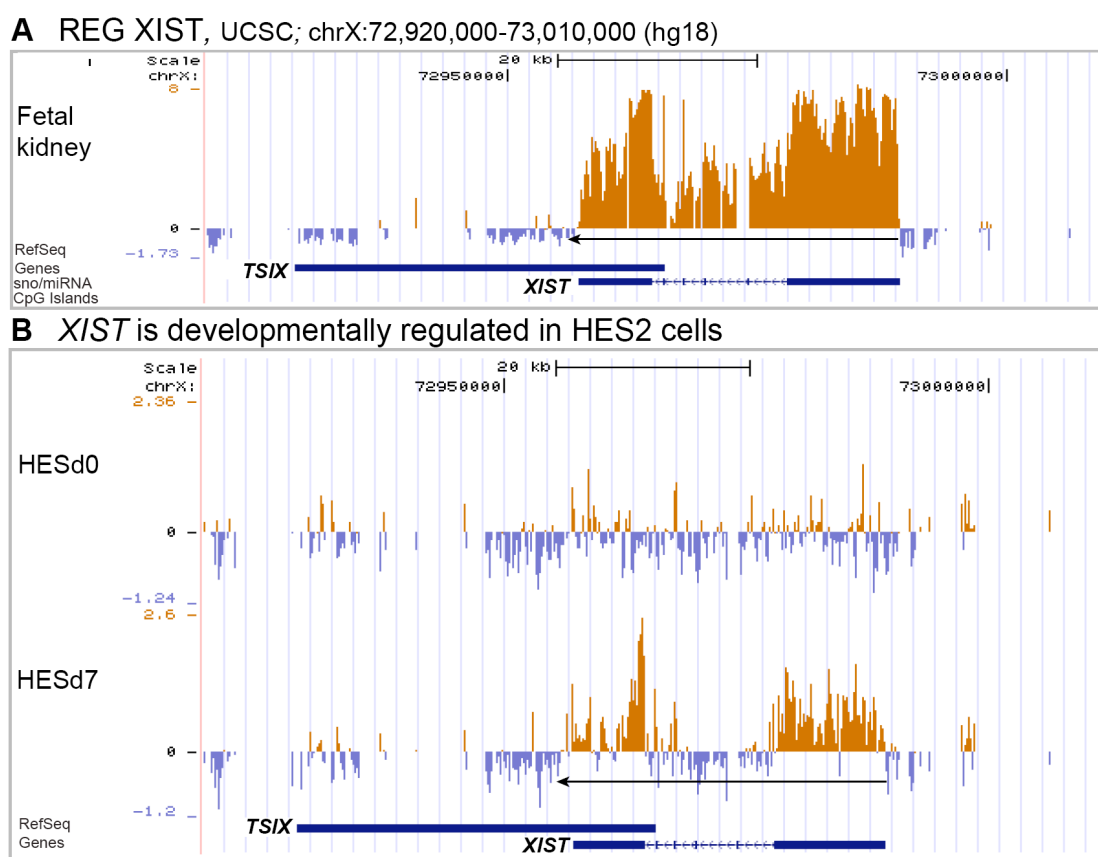 A REG XIST, UCSC; chrX:72,920,000-73,010,000 (hg18)
Scale 20 kb
chrX: 72950000 73000000
8
Fetal
kidney
0
RefSeq
-1.73
Genes
TSIX
sno/miRNA
XIST
CpG Islands
B XIST is developmentally regulated in HES2 cells
Scale 20 kb
chrX: 72950000 73000000
2.36
HESd0
0
-1.24
2.6
HESd7
0
-1.2
RefSeq
TSIX
Genes
XIST